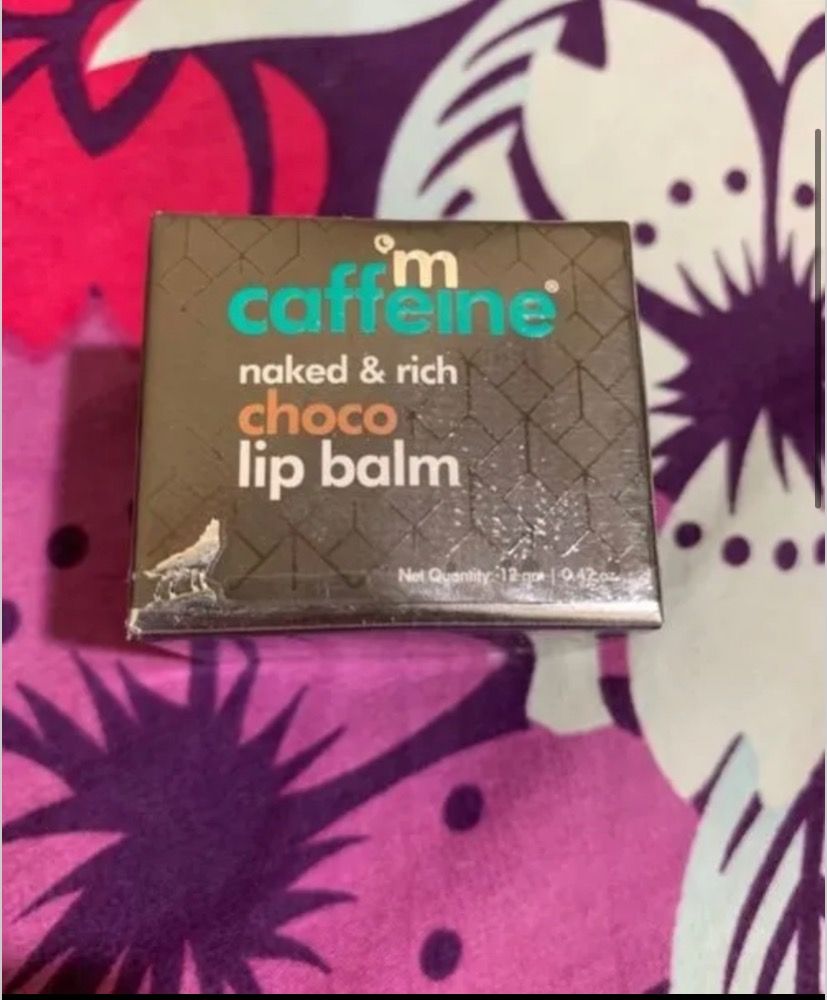 'm
caffeine®
naked & rich
choco
lip balm
Net Quantity: 12 gm | 0.42 oz.